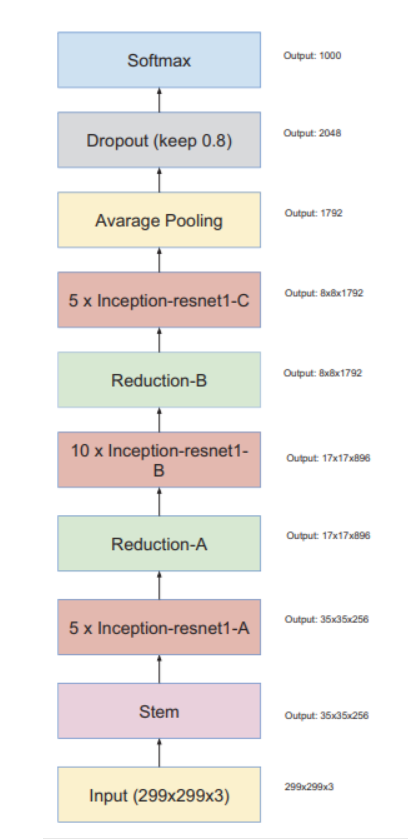 Softmax
Output: 1000
Dropout (keep 0.8)
Output: 2048
Avarage Pooling
Output: 1792
5 x Inception-resnet1-C
Output: 8x8x1792
Reduction-B
Output: 8x8x1792
10 x Inception-resnet1-
B
Output: 17x17x896
Reduction-A
Output: 17x17x896
5 x Inception-resnet1-A
Output: 35x35x256
Stem
Output: 35x35x256
Input (299x299x3)
299x299x3